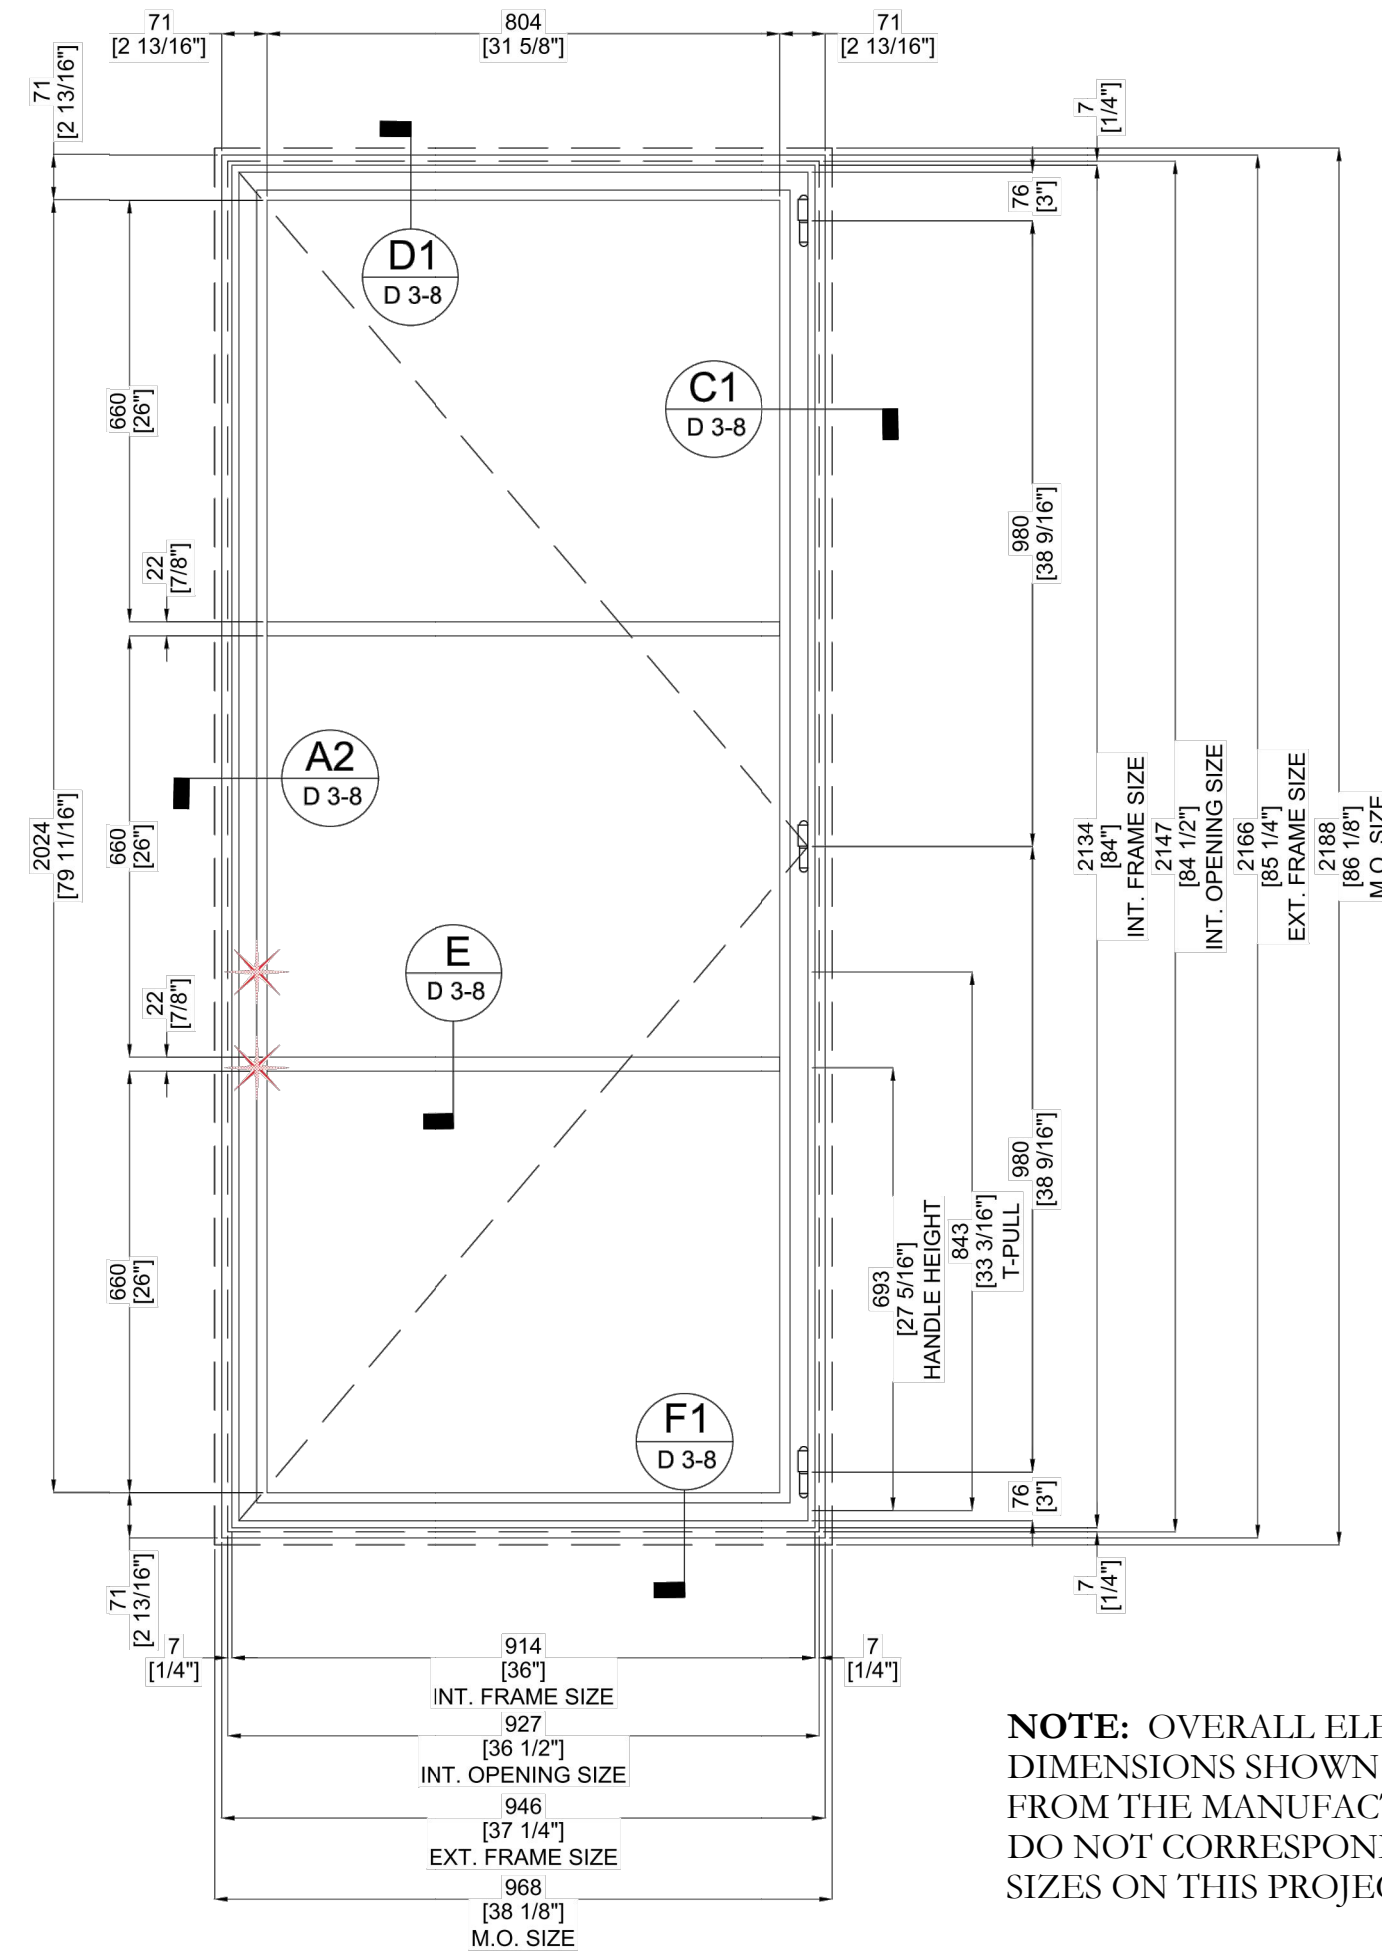 71
[2 13/16"]
804
[31 5/8"]
71
[2 13/16"]
71
[2 13/16"]
7
[1/4"]
76
[3"]
D1
D 3-8
C1
D 3-8
660
[26"]
980
[38 9/16"]
22
[7/8"]
A2
D 3-8
2024
[79 11/16"]
660
[26"]
2134
[84"]
INT. FRAME SIZE
2147
[84 1/2"]
INT. OPENING SIZE
2166
[85 1/4"]
EXT. FRAME SIZE
2188
[86 1/8"]
M.O. SIZE
E
D 3-8
22
[7/8"]
980
[38 9/16"]
843
[33 3/16"]
T-PULL
693
[27 5/16"]
HANDLE HEIGHT
660
[26"]
F1
D 3-8
76
[3"]
71
[2 13/16"]
7
[1/4"]
7
[1/4"]
914
[36"]
INT. FRAME SIZE
7
[1/4"]
927
[36 1/2"]
INT. OPENING SIZE
946
[37 1/4"]
EXT. FRAME SIZE
968
[38 1/8"]
M.O. SIZE
NOTE: OVERALL ELE
DIMENSIONS SHOWN
FROM THE MANUFACT
DO NOT CORRESPOND
SIZES ON THIS PROJEC